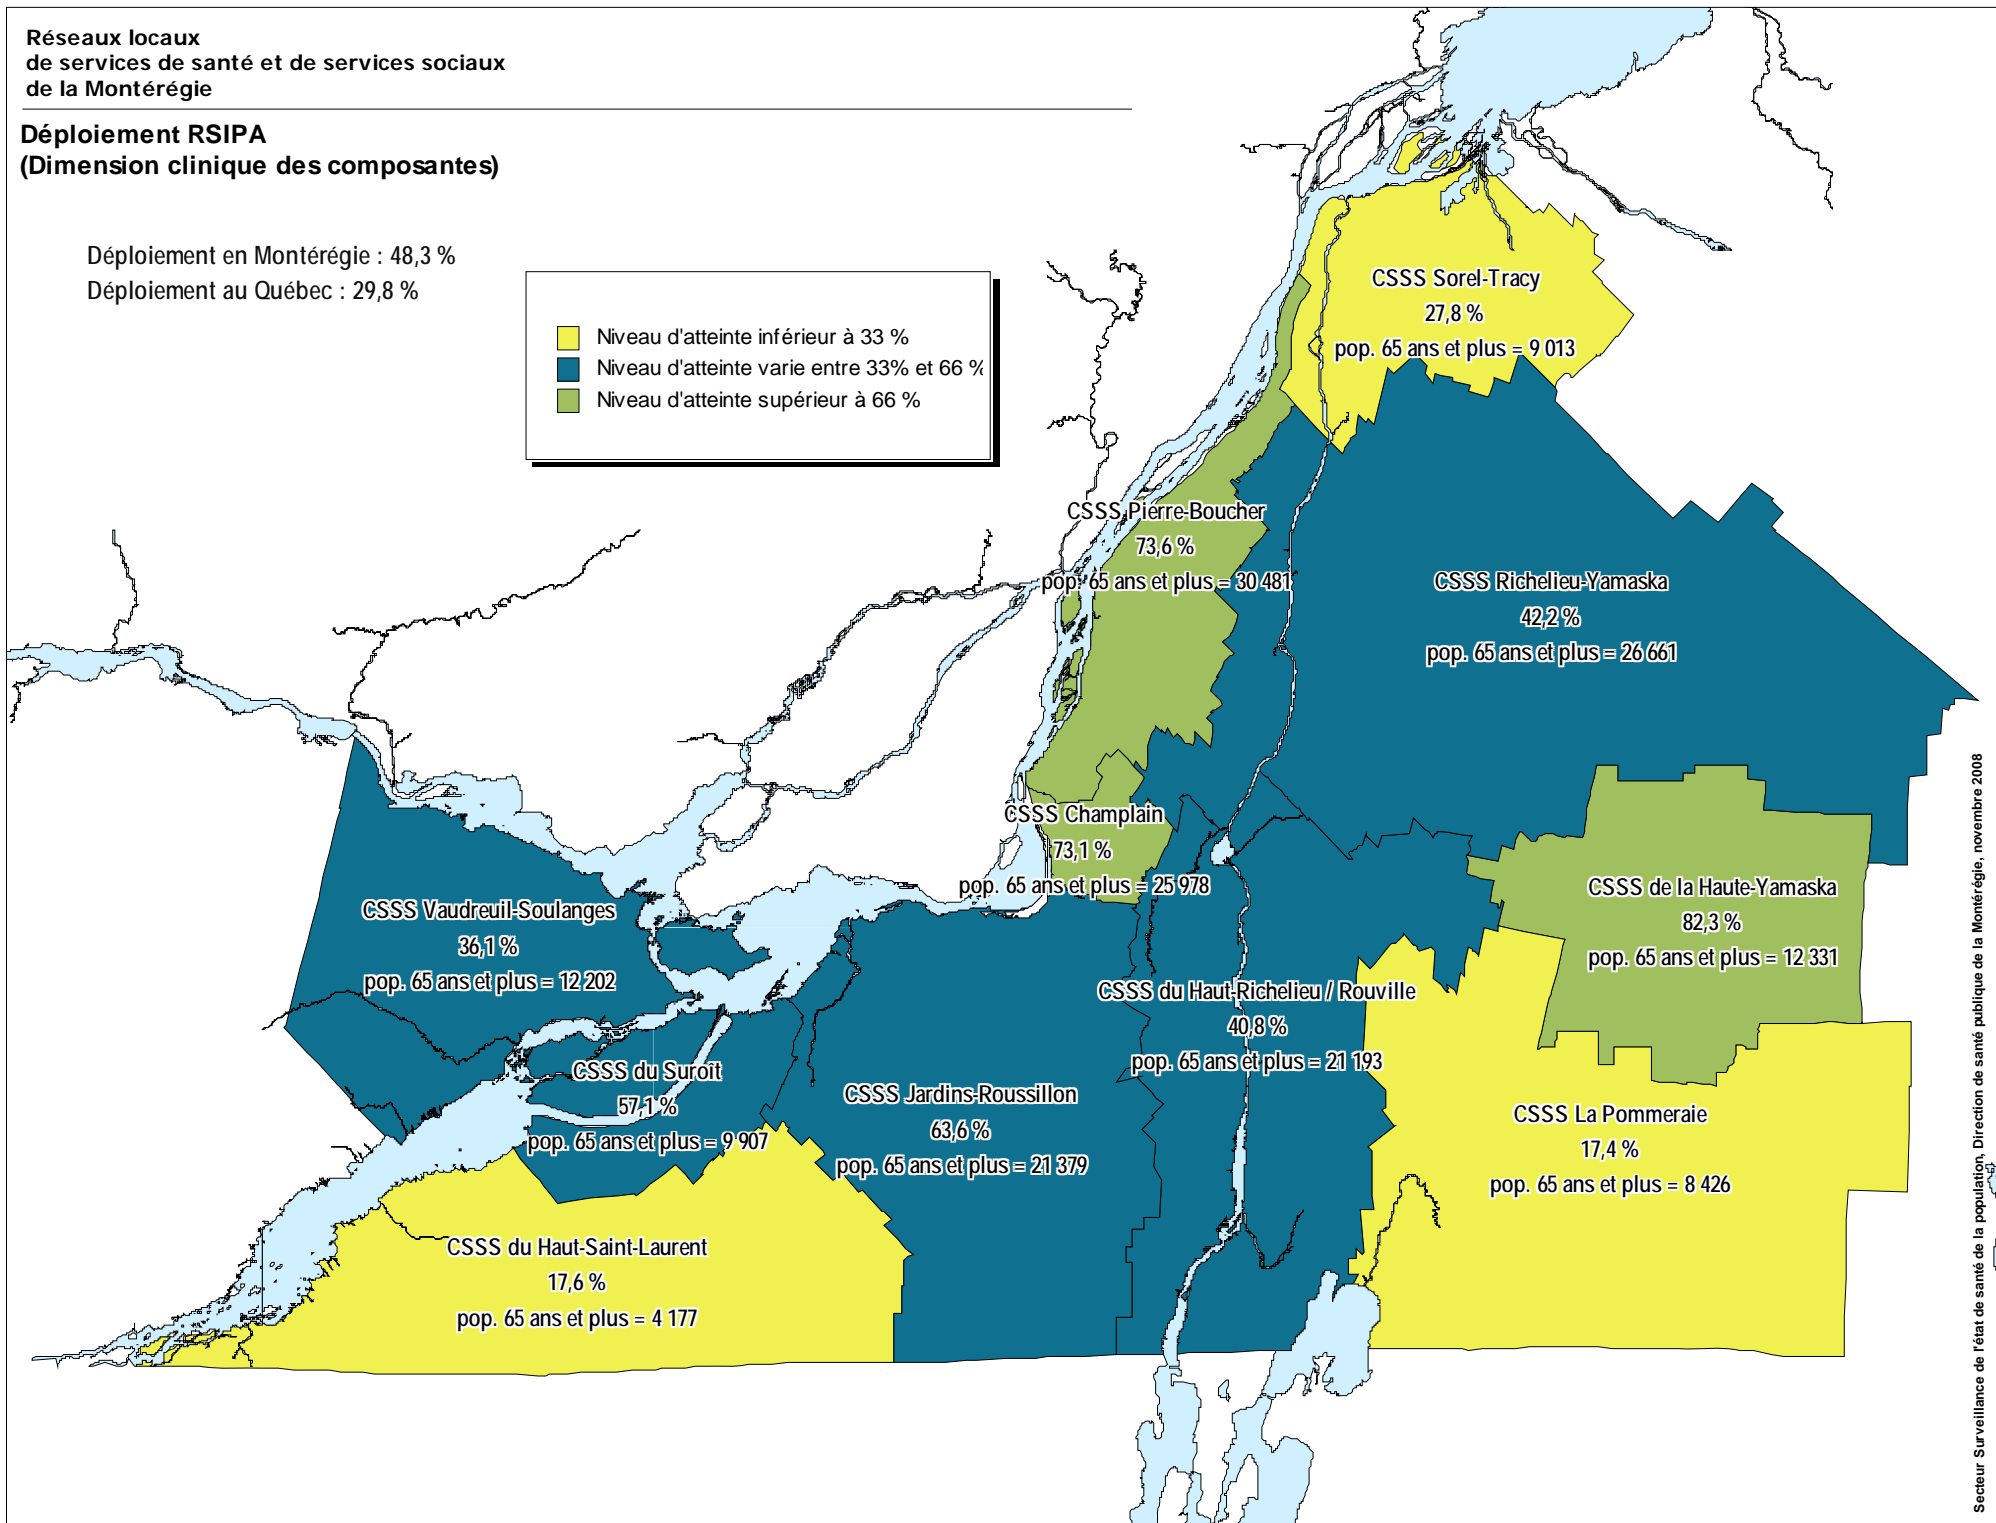 Réseaux locaux
de services de santé et de services sociaux
de la Montérégie
Déploiement RSIPA
(Dimension clinique des composantes)
Déploiement en Montérégie : 48,3 %
Déploiement au Québec : 29,8 %
Niveau d'atteinte inférieur à 33 %
Niveau d'atteinte varie entre 33% et 66 %
Niveau d'atteinte supérieur à 66 %
CSSS Sorel-Tracy
27,8 %
pop. 65 ans et plus = 9 013
CSSS Pierre-Boucher
73,6 %
pop. 65 ans et plus = 30 481
CSSS Richelieu-Yamaska
42,2 %
pop. 65 ans et plus = 26 661
CSSS Champlain
73,1 %
pop. 65 ans et plus = 25 978
CSSS de la Haute-Yamaska
82,3 %
pop. 65 ans et plus = 12 331
CSSS Vaudreuil-Soulanges
36,1 %
pop. 65 ans et plus = 12 202
CSSS du Haut-Richelieu / Rouville
40,8 %
pop. 65 ans et plus = 21 193
CSSS du Suroît
57,1 %
pop. 65 ans et plus = 9 907
CSSS Jardins-Roussillon
63,6 %
pop. 65 ans et plus = 21 379
CSSS La Pommeraie
17,4 %
pop. 65 ans et plus = 8 426
CSSS du Haut-Saint-Laurent
17,6 %
pop. 65 ans et plus = 4 177
Secteur Surveillance de l'état de santé de la population, Direction de santé publique de la Montérégie, novembre 2008